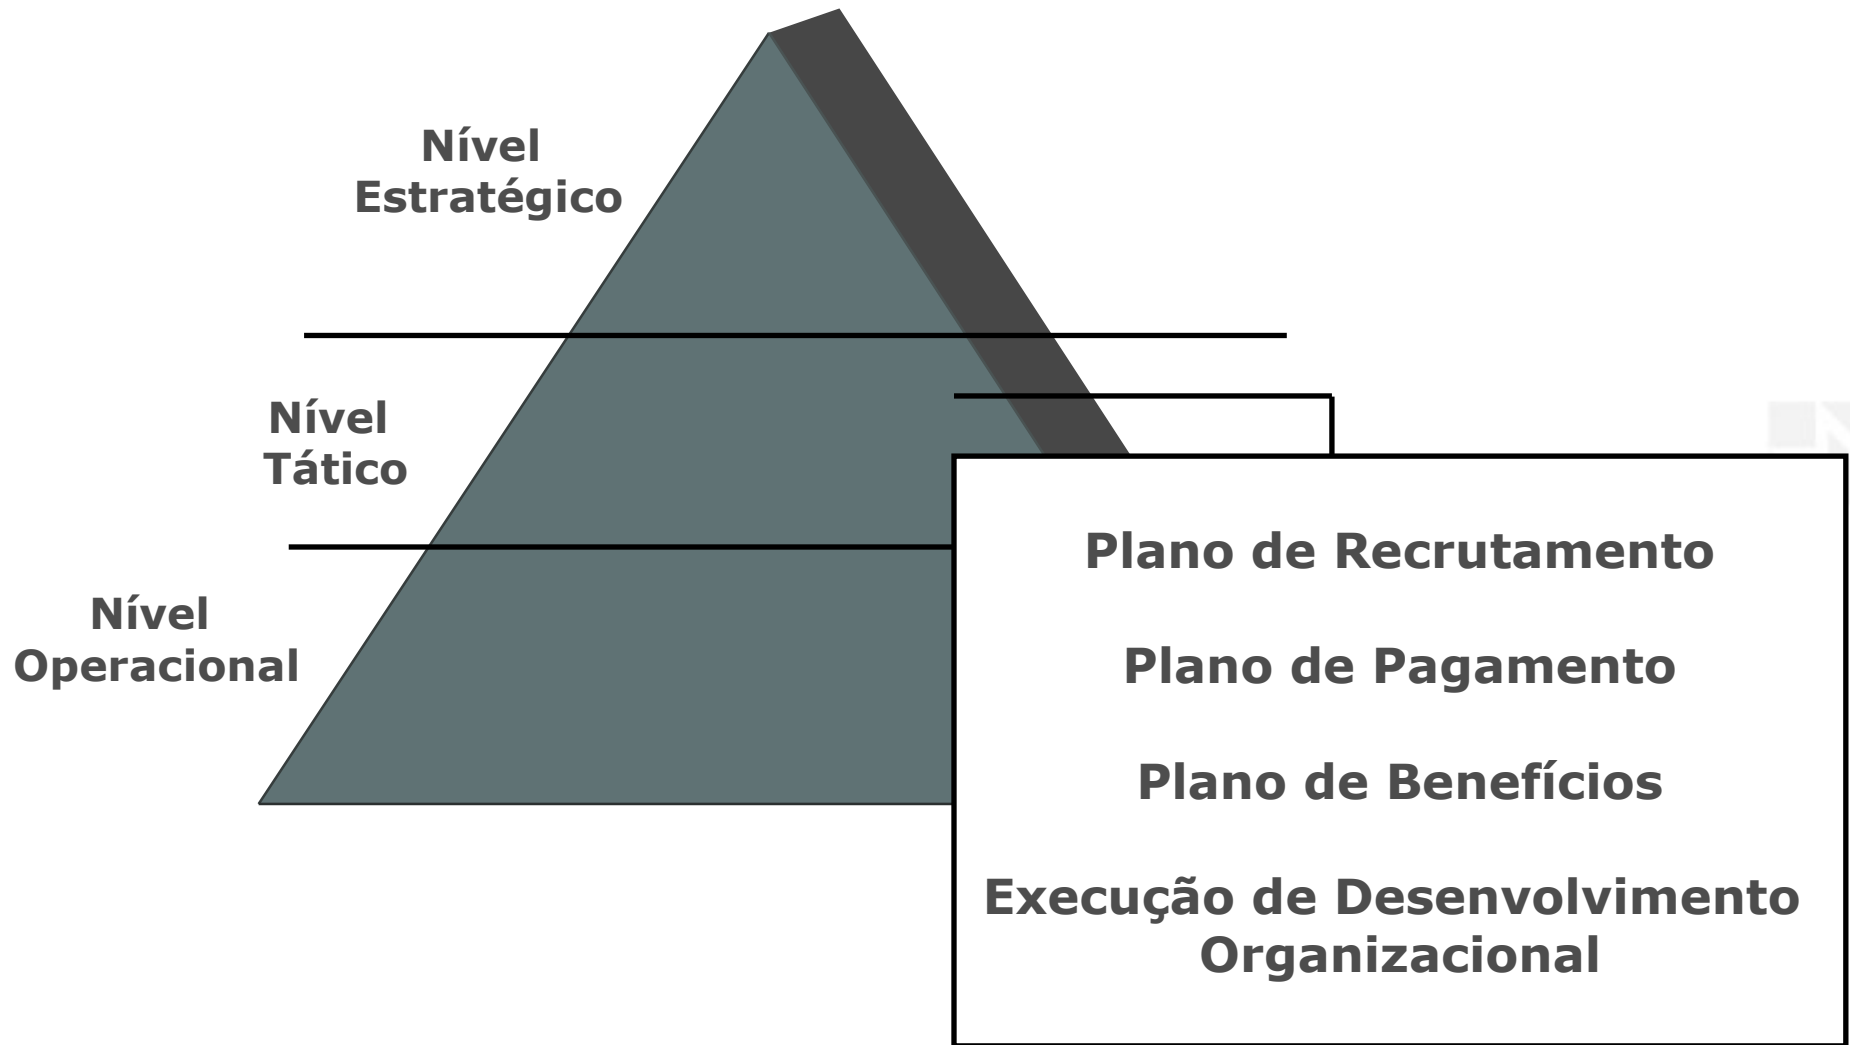 Nível
Estratégico
Nível
Tático
Nível
Operacional
Plano de Recrutamento
Plano de Pagamento
Plano de Benefícios
Execução de Desenvolvimento
Organizacional